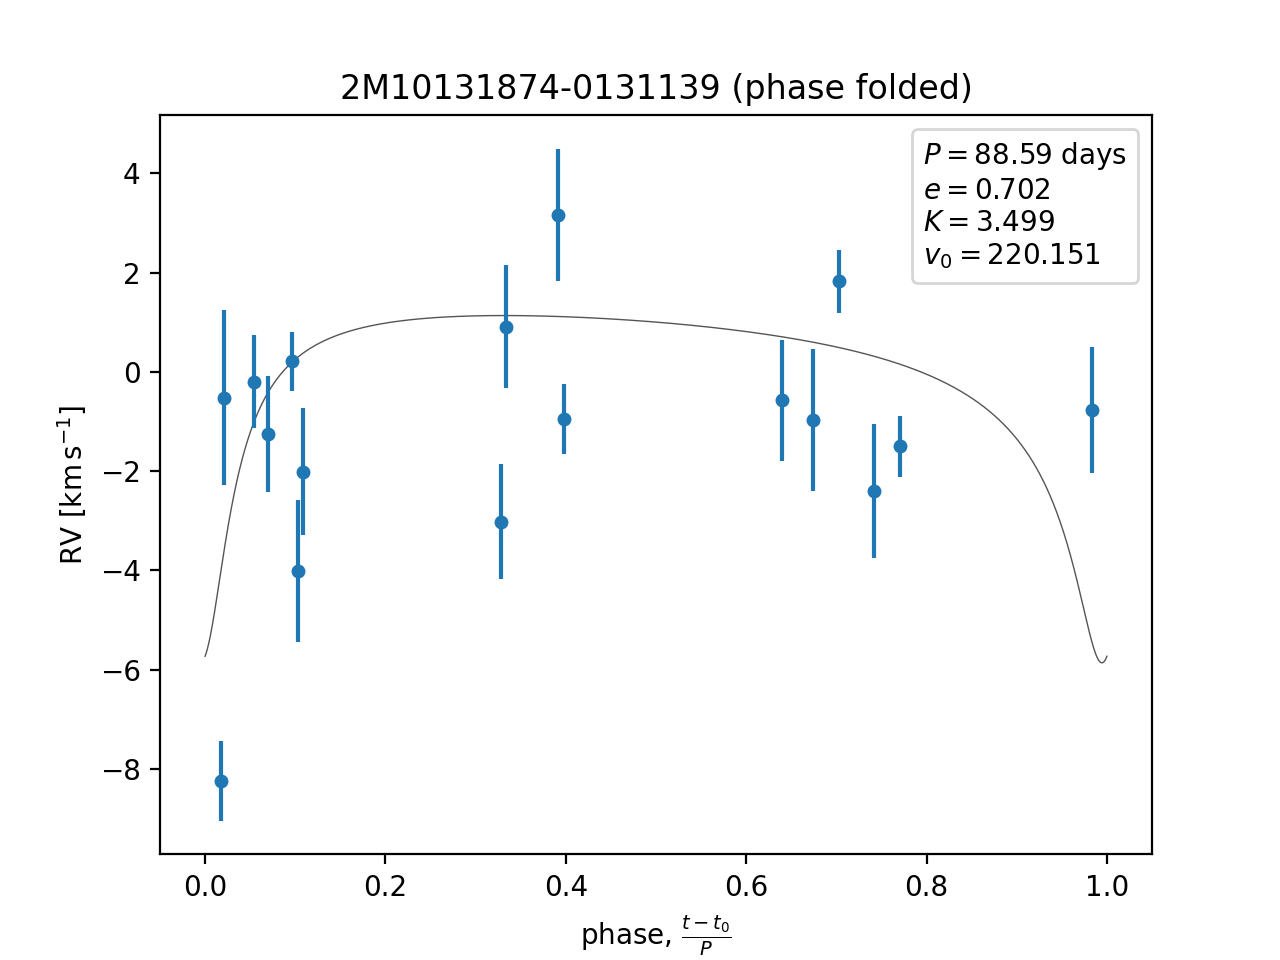 2M10131874-0131139 (phase folded)
P = 88.59 days
e = 0.702
K = 3.499
v₀ = 220.151
4
2
0
−2
−4
−6
−8
RV [km s⁻¹]
0.0 0.2 0.4 0.6 0.8 1.0
phase, (t − t₀)/P